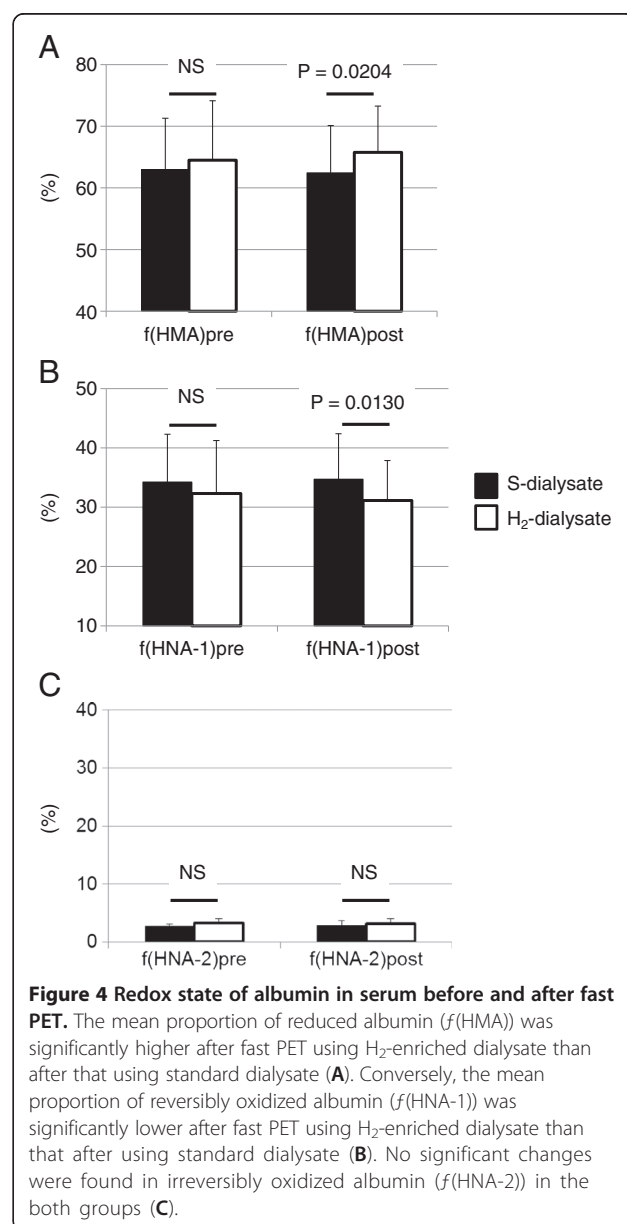 A
80
70
60
50
40
(%)
NS
P = 0.0204
f(HMA)pre
f(HMA)post
B
50
40
30
20
10
(%)
NS
P = 0.0130
f(HNA-1)pre
f(HNA-1)post
S-dialysate
H₂-dialysate
C
40
30
20
10
0
(%)
NS
NS
f(HNA-2)pre
f(HNA-2)post
Figure 4 Redox state of albumin in serum before and after fast
PET. The mean proportion of reduced albumin (ƒ(HMA)) was
significantly higher after fast PET using H₂-enriched dialysate than
after that using standard dialysate (A). Conversely, the mean
proportion of reversibly oxidized albumin (ƒ(HNA-1)) was
significantly lower after fast PET using H₂-enriched dialysate than
that after using standard dialysate (B). No significant changes
were found in irreversibly oxidized albumin (ƒ(HNA-2)) in the
both groups (C).